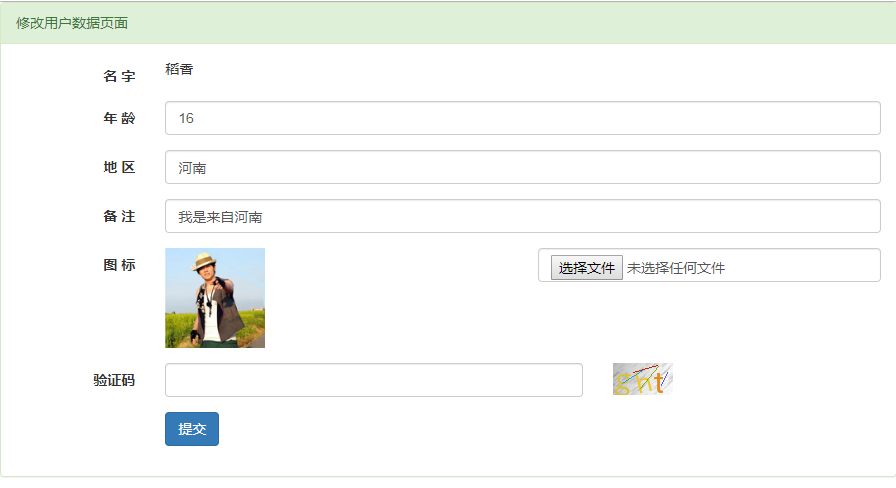 修改用户数据页面
名 字 稻香
年 龄 16
地 区 河南
备 注 我是来自河南
图 标 选择文件 未选择任何文件
验证码 gnt
提交